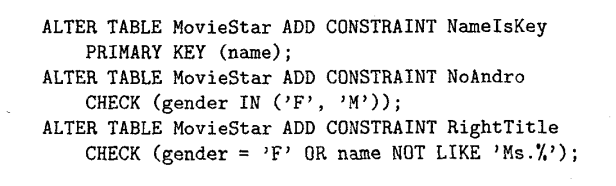 ALTER TABLE MovieStar ADD CONSTRAINT NameIsKey
PRIMARY KEY (name);
ALTER TABLE MovieStar ADD CONSTRAINT NoAndro
CHECK (gender IN ('F', 'M'));
ALTER TABLE MovieStar ADD CONSTRAINT RightTitle
CHECK (gender = 'F' OR name NOT LIKE 'Ms.%');